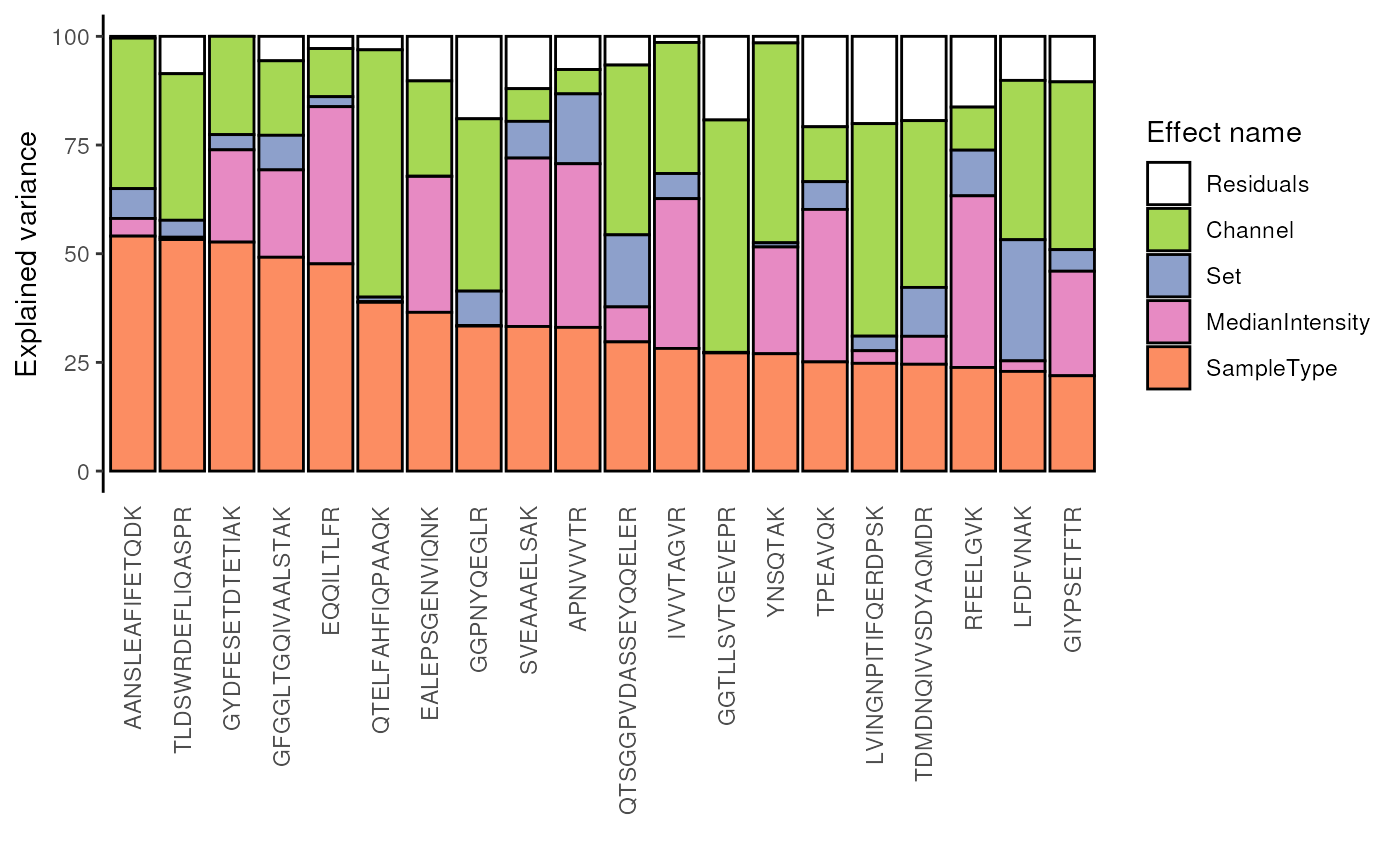 Explained variance
100
75
50
25
0
AANSLEAFIFETQDK
TLDSWRDEFLIQASPR
GYDFESETDTETIAK
GFGGLTGQIVAALSTAK
EQQILTLFR
QTELFAHFIQPAAQK
EALEPSGENVIQNK
GGPNYQEGLR
SVEAAAELSAK
APNVVVTR
QTSGGPVDASSEYQQELER
IVVVTAGVR
GGTLLSVTGEVEPR
YNSQTAK
TPEAVQK
LVINGNPITIFQERDPSK
TDMDNQIVVSDYAQMDR
RFEELGVK
LFDFVNAK
GIYPSETFTR
Effect name
Residuals
Channel
Set
MedianIntensity
SampleType